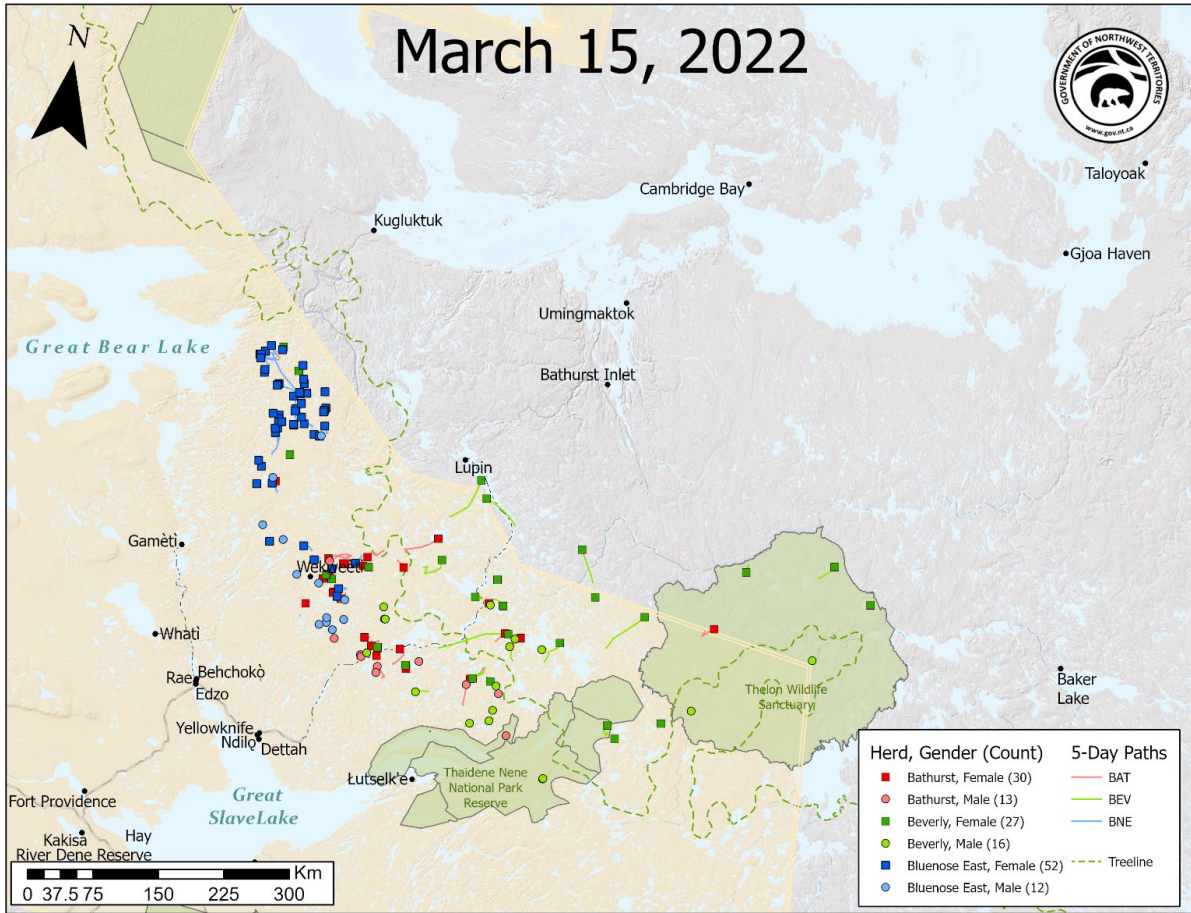 March 15, 2022
N
GOVERNMENT OF NORTHWEST TERRITORIES
www.gov.nt.ca
Taloyoak
Cambridge Bay
Kugluktuk
Gjoa Haven
Umingmaktok
Great Bear Lake
Bathurst Inlet
Lupin
Gamètì
Wekweètì
Whatì
Behchokò
Rae
Edzo
Baker
Lake
Thelon Wildlife
Sanctuary
Yellowknife
Ndilǫ
Dettah
Łutselk'e
Thaidene Nene
National Park
Reserve
Fort Providence
Great
Slave Lake
Kakisa
Hay
River Dene Reserve
Km
0 37.5 75 150 225 300
Herd, Gender (Count)
Bathurst, Female (30)
Bathurst, Male (13)
Beverly, Female (27)
Beverly, Male (16)
Bluenose East, Female (52)
Bluenose East, Male (12)
5-Day Paths
BAT
BEV
BNE
Treeline